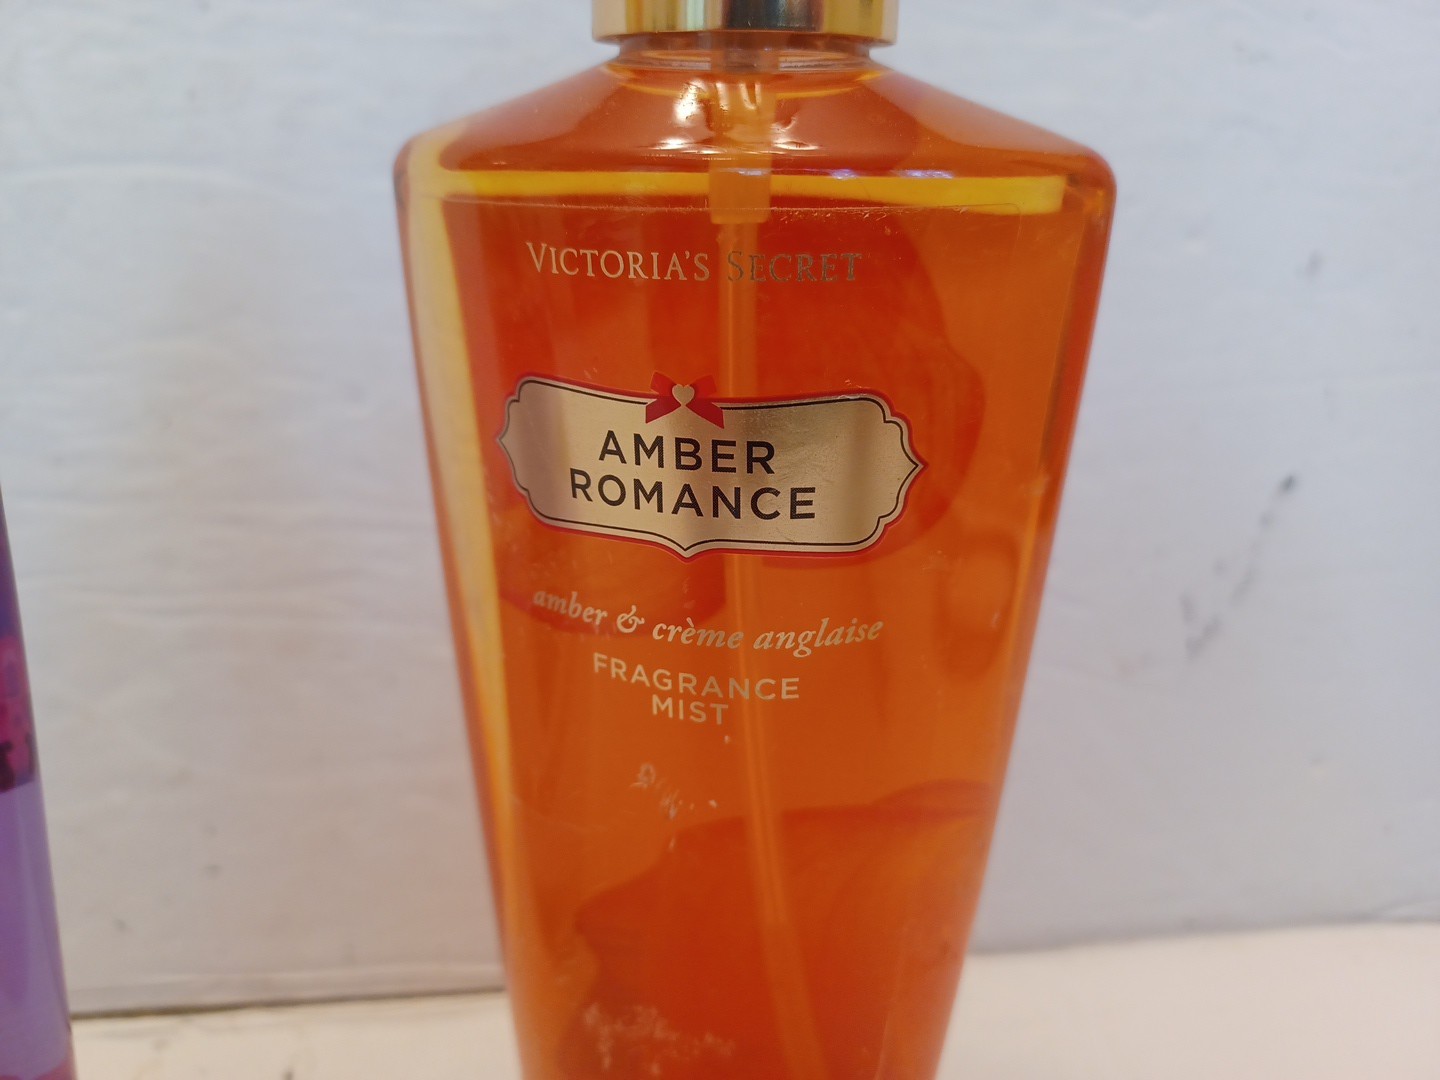 VICTORIA'S SECRET
AMBER
ROMANCE
amber & crème anglaise
FRAGRANCE
MIST